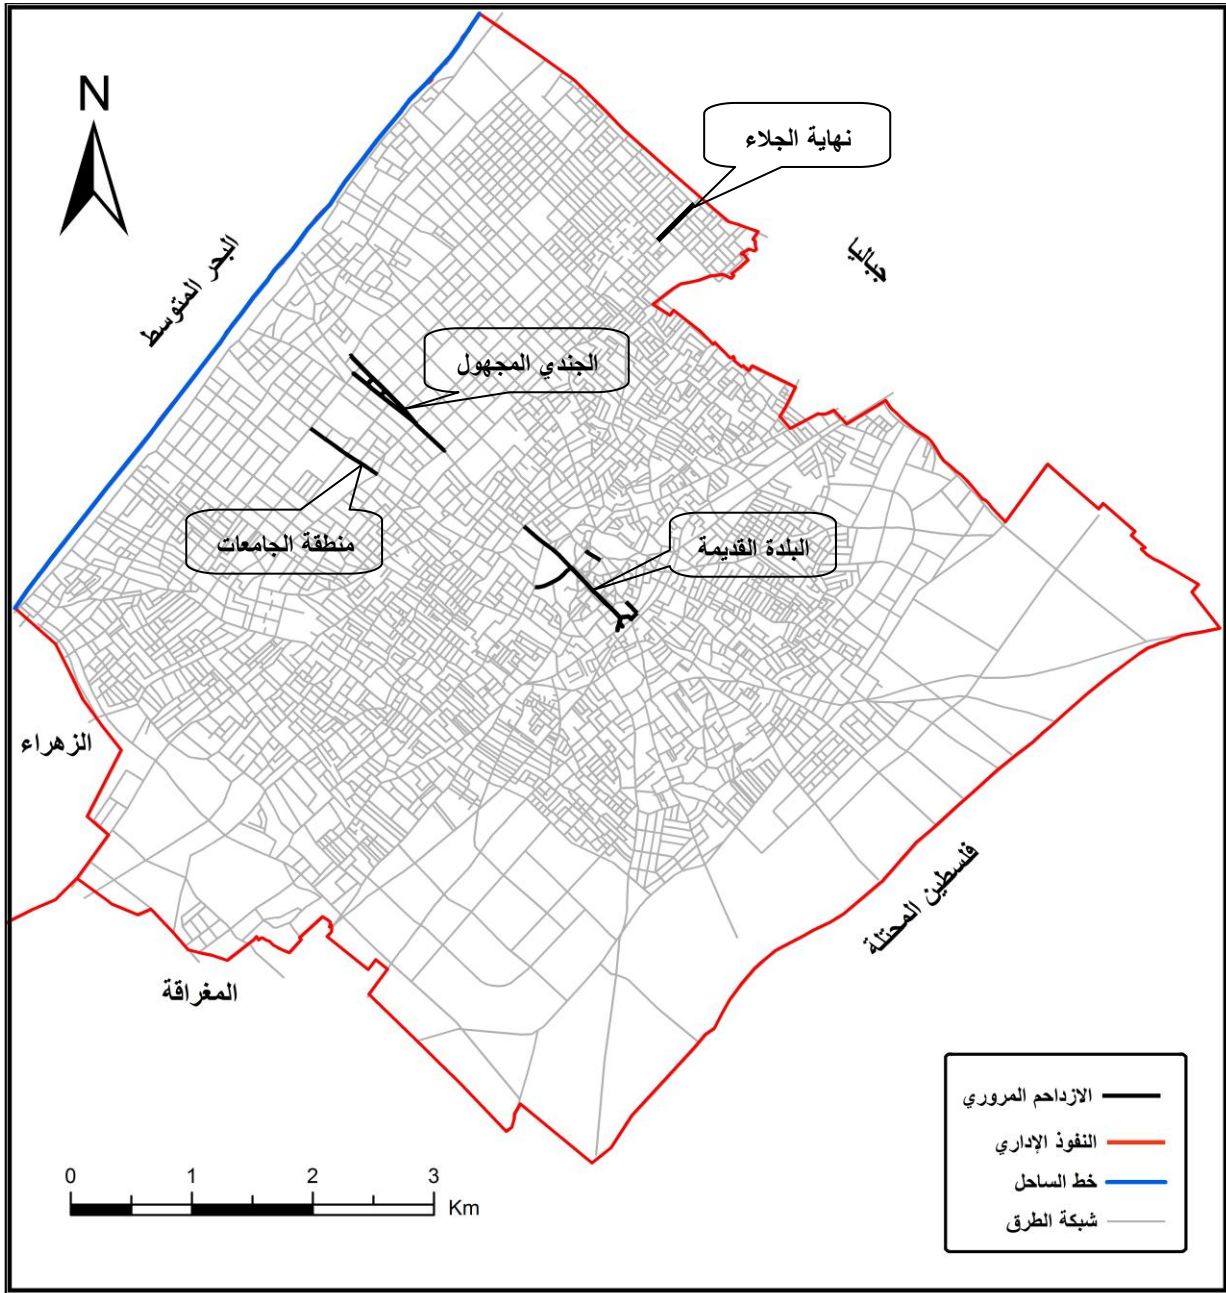 N
نهاية الجلاء
جباليا
البحر المتوسط
الجندي المجهول
منطقة الجامعات
البلدة القديمة
الزهراء
فلسطين المحتلة
المغراقة
الازداحم المروري
النفوذ الإداري
خط الساحل
شبكة الطرق
0 1 2 3
Km